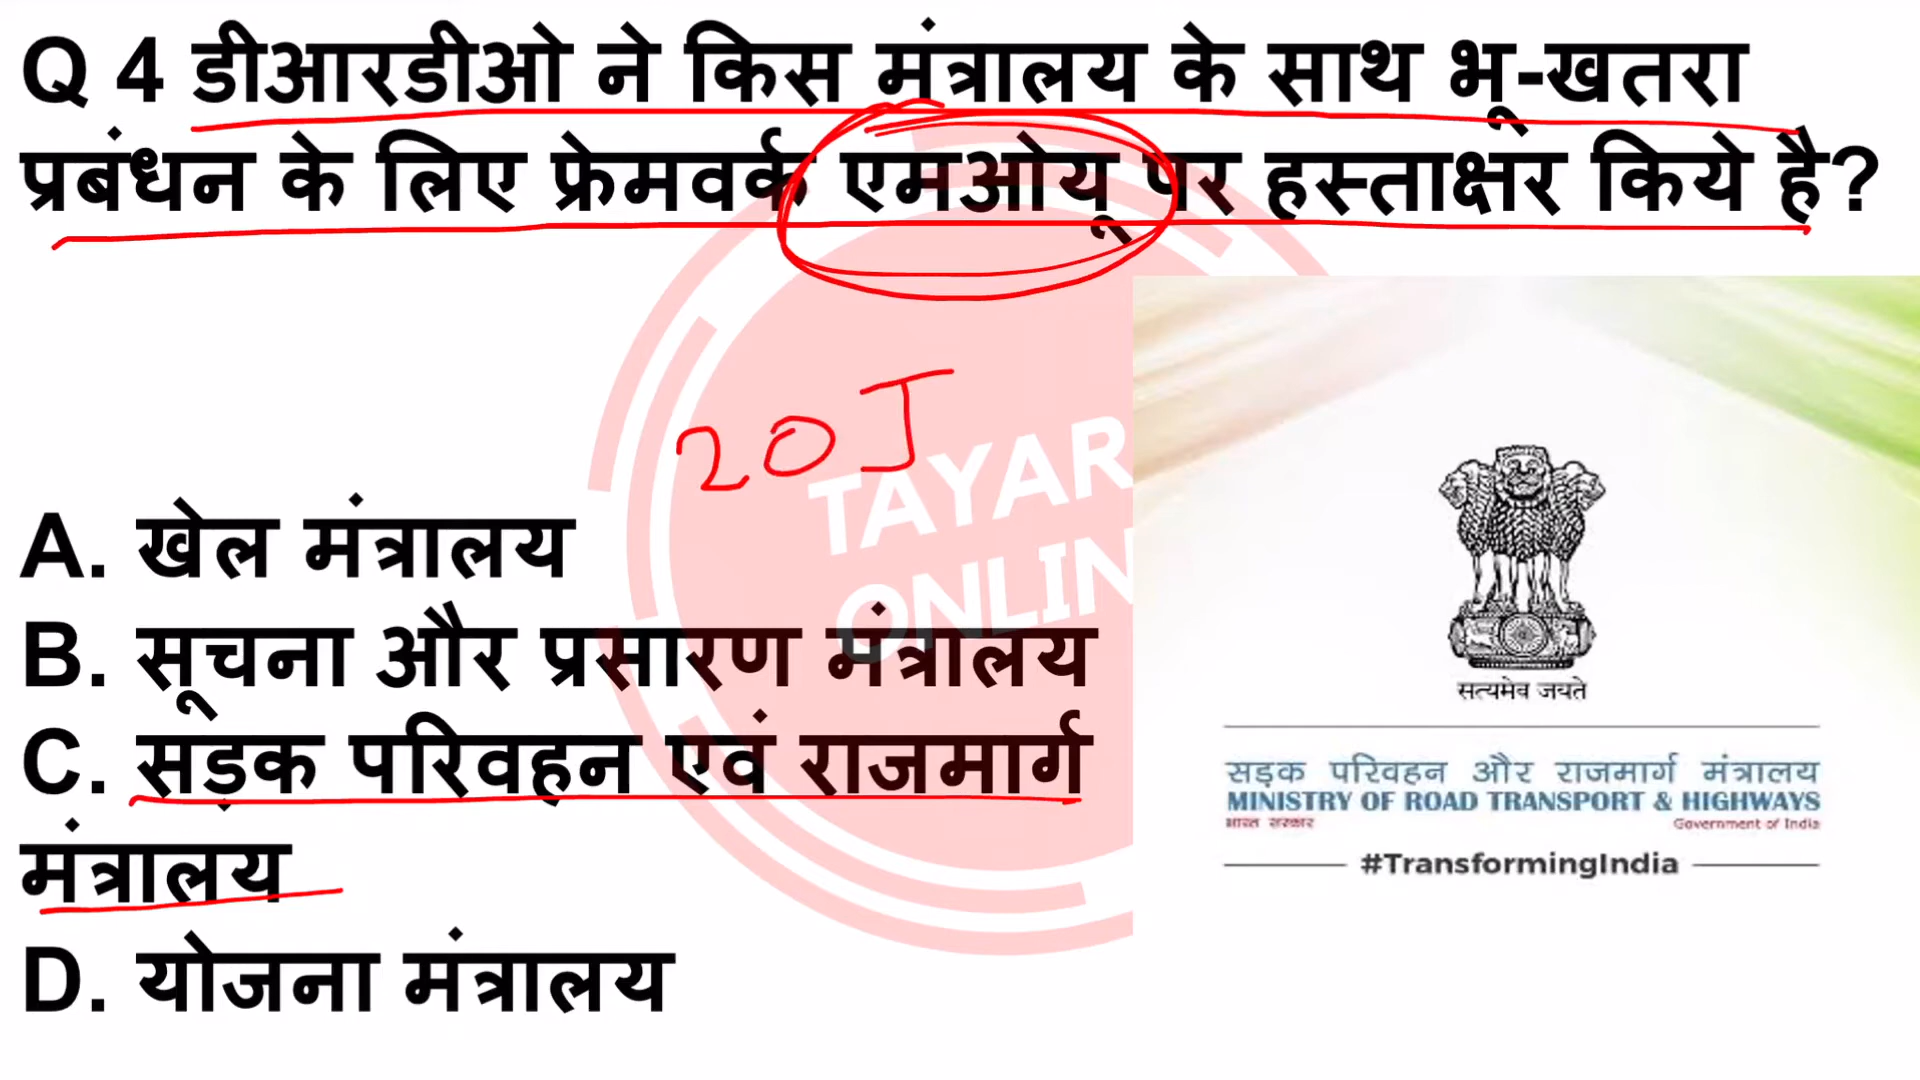 Q 4 डीआरडीओ ने किस मंत्रालय के साथ भू-खतरा
प्रबंधन के लिए फ्रेमवर्क एमओयू पर हस्ताक्षर किये है?
20J
TAYAR
ONLIN
A. खेल मंत्रालय
B. सूचना और प्रसारण मंत्रालय
C. सड़क परिवहन एवं राजमार्ग
मंत्रालय
D. योजना मंत्रालय
सत्यमेव जयते
सड़क परिवहन और राजमार्ग मंत्रालय
MINISTRY OF ROAD TRANSPORT & HIGHWAYS
भारत सरकार Government of India
#TransformingIndia